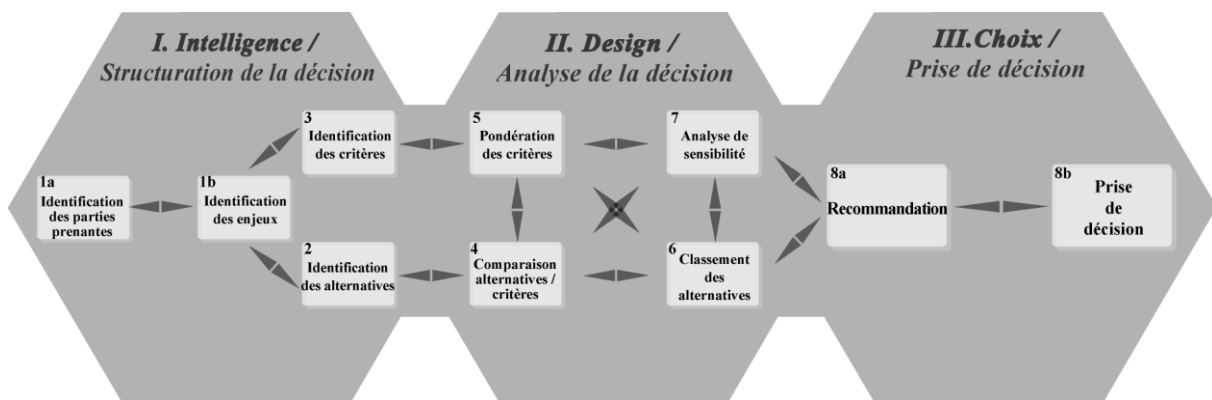 I. Intelligence /
Structuration de la décision
1a
Identification
des parties
prenantes
1b
Identification
des enjeux
3
Identification
des critères
2
Identification
des alternatives
II. Design /
Analyse de la décision
5
Pondération
des critères
4
Comparaison
alternatives /
critères
7
Analyse de
sensibilité
6
Classement
des
alternatives
III.Choix /
Prise de décision
8a
Recommandation
8b
Prise
de
décision